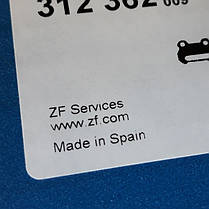 312 362 009
ZF Services
www.zf.com
Made in Spain